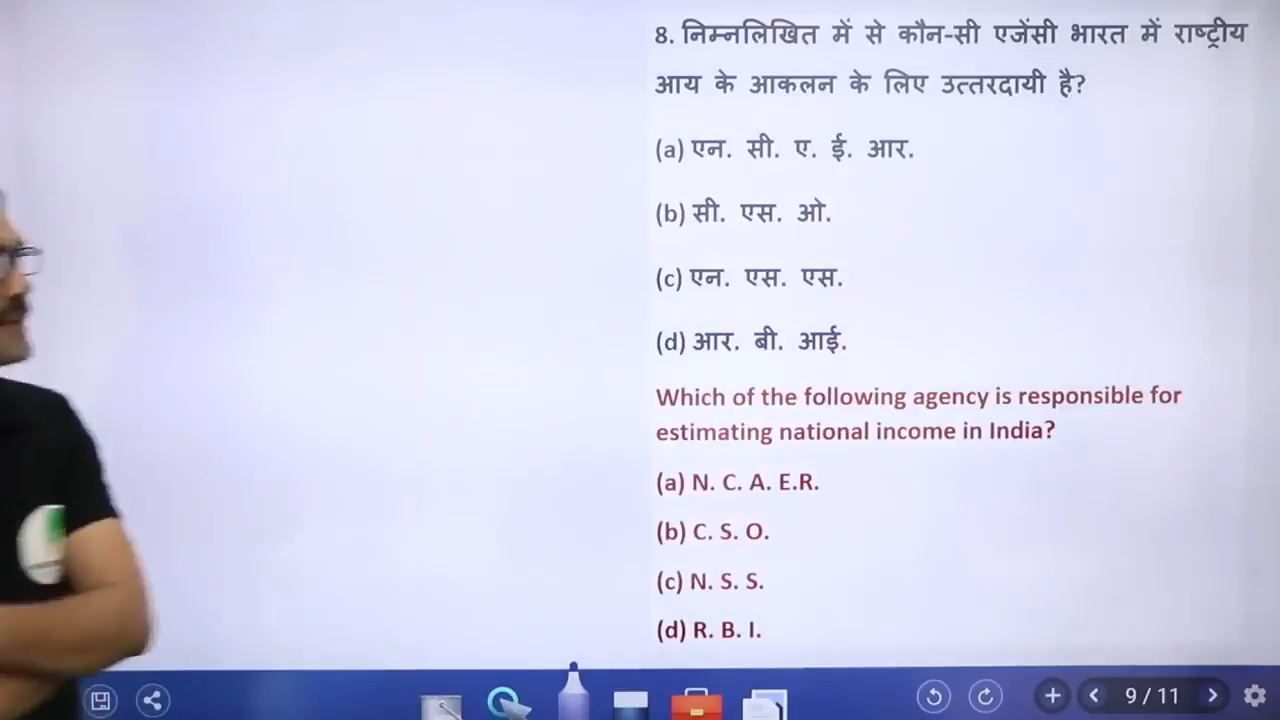 8. निम्नलिखित में से कौन-सी एजेंसी भारत में राष्ट्रीय
आय के आकलन के लिए उत्तरदायी है?
(a) एन. सी. ए. ई. आर.
(b) सी. एस. ओ.
(c) एन. एस. एस.
(d) आर. बी. आई.
Which of the following agency is responsible for
estimating national income in India?
(a) N. C. A. E.R.
(b) C. S. O.
(c) N. S. S.
(d) R. B. I.
9 / 11